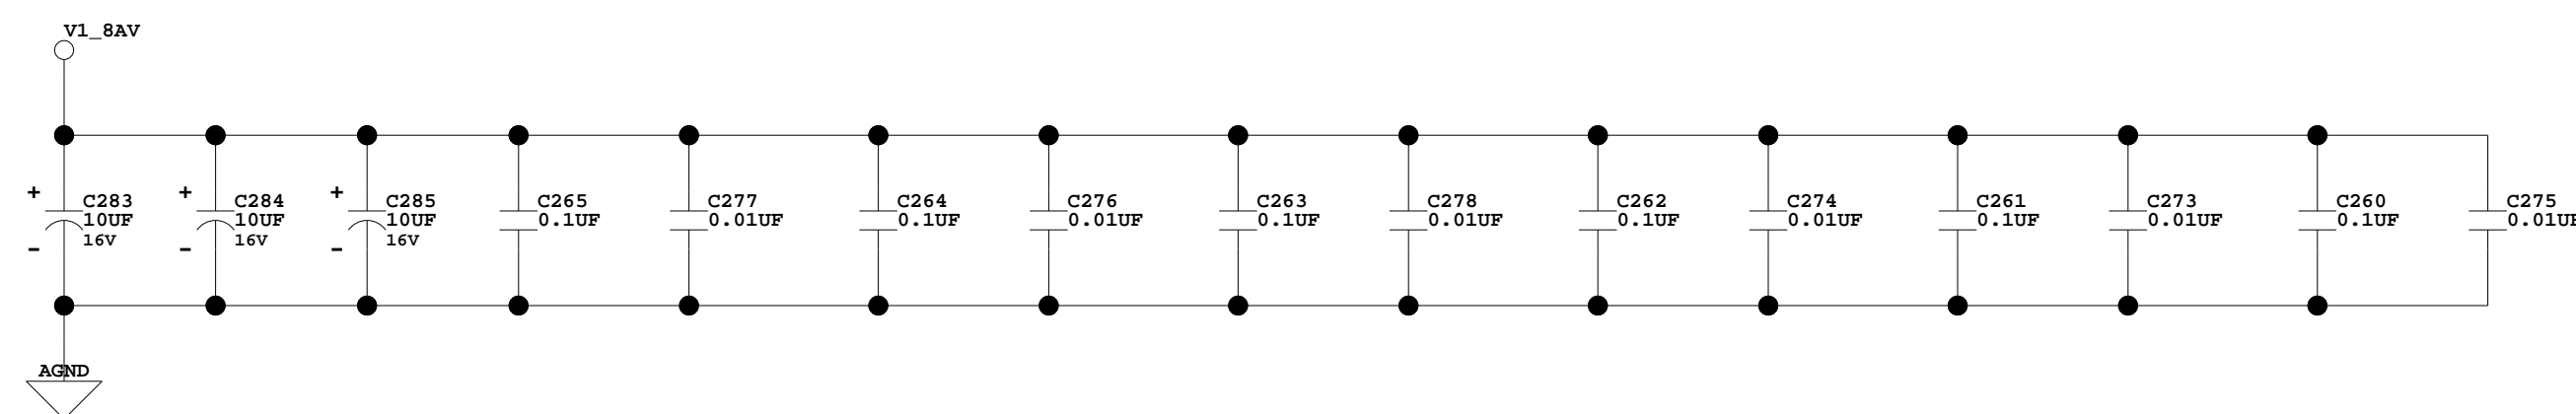 V1_8AV
+ C283
10UF
16V
-
+ C284
10UF
16V
-
+ C285
10UF
16V
-
C265
0.1UF
C277
0.01UF
C264
0.1UF
C276
0.01UF
C263
0.1UF
C278
0.01UF
C262
0.1UF
C274
0.01UF
C261
0.1UF
C273
0.01UF
C260
0.1UF
C275
0.01UF
AGND